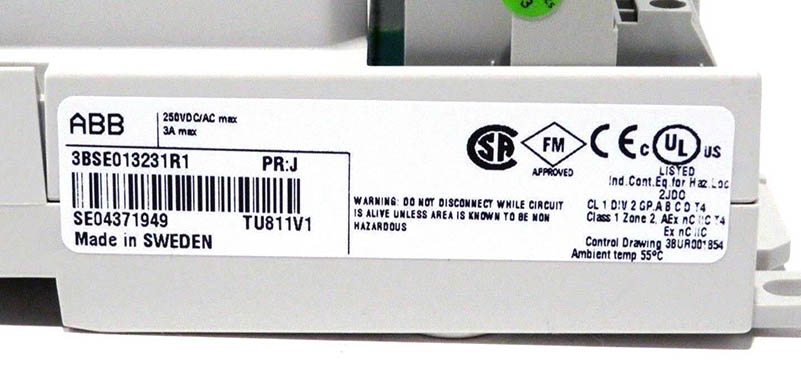 ABB
250VDC/AC max
3A max
3BSE013231R1 PR:J
SE04371949 TU811V1
Made in SWEDEN
WARNING: DO NOT DISCONNECT WHILE CIRCUIT
IS ALIVE UNLESS AREA IS KNOWN TO BE NON
HAZARDOUS
SA FM CE c UL US
APPROVED
LISTED
Ind.Cont.Eq.for Haz.Loc
2JD0
CL 1 DIV 2 GP.A B C D T4
Class 1 Zone 2, AEx nC IIC T4
Ex nC IIC
Control Drawing 3BUR001854
Ambient temp 55°C